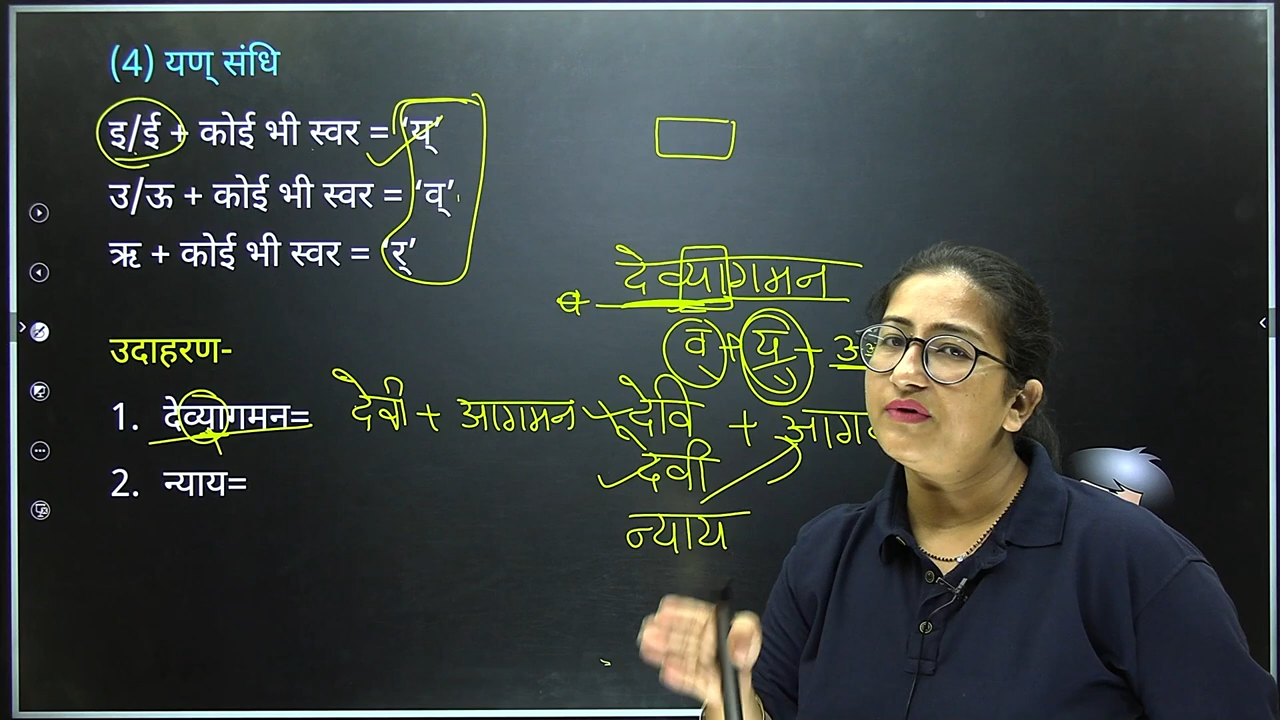 (4) यण् संधि
इ/ई + कोई भी स्वर = ‘य्’
उ/ऊ + कोई भी स्वर = ‘व्’
ऋ + कोई भी स्वर = ‘र्’
देव्यागमन
व् + य् +
उदाहरण-
1. देव्यागमन= देवी + आगमन देवि + आग
देवी
2. न्याय=
न्याय